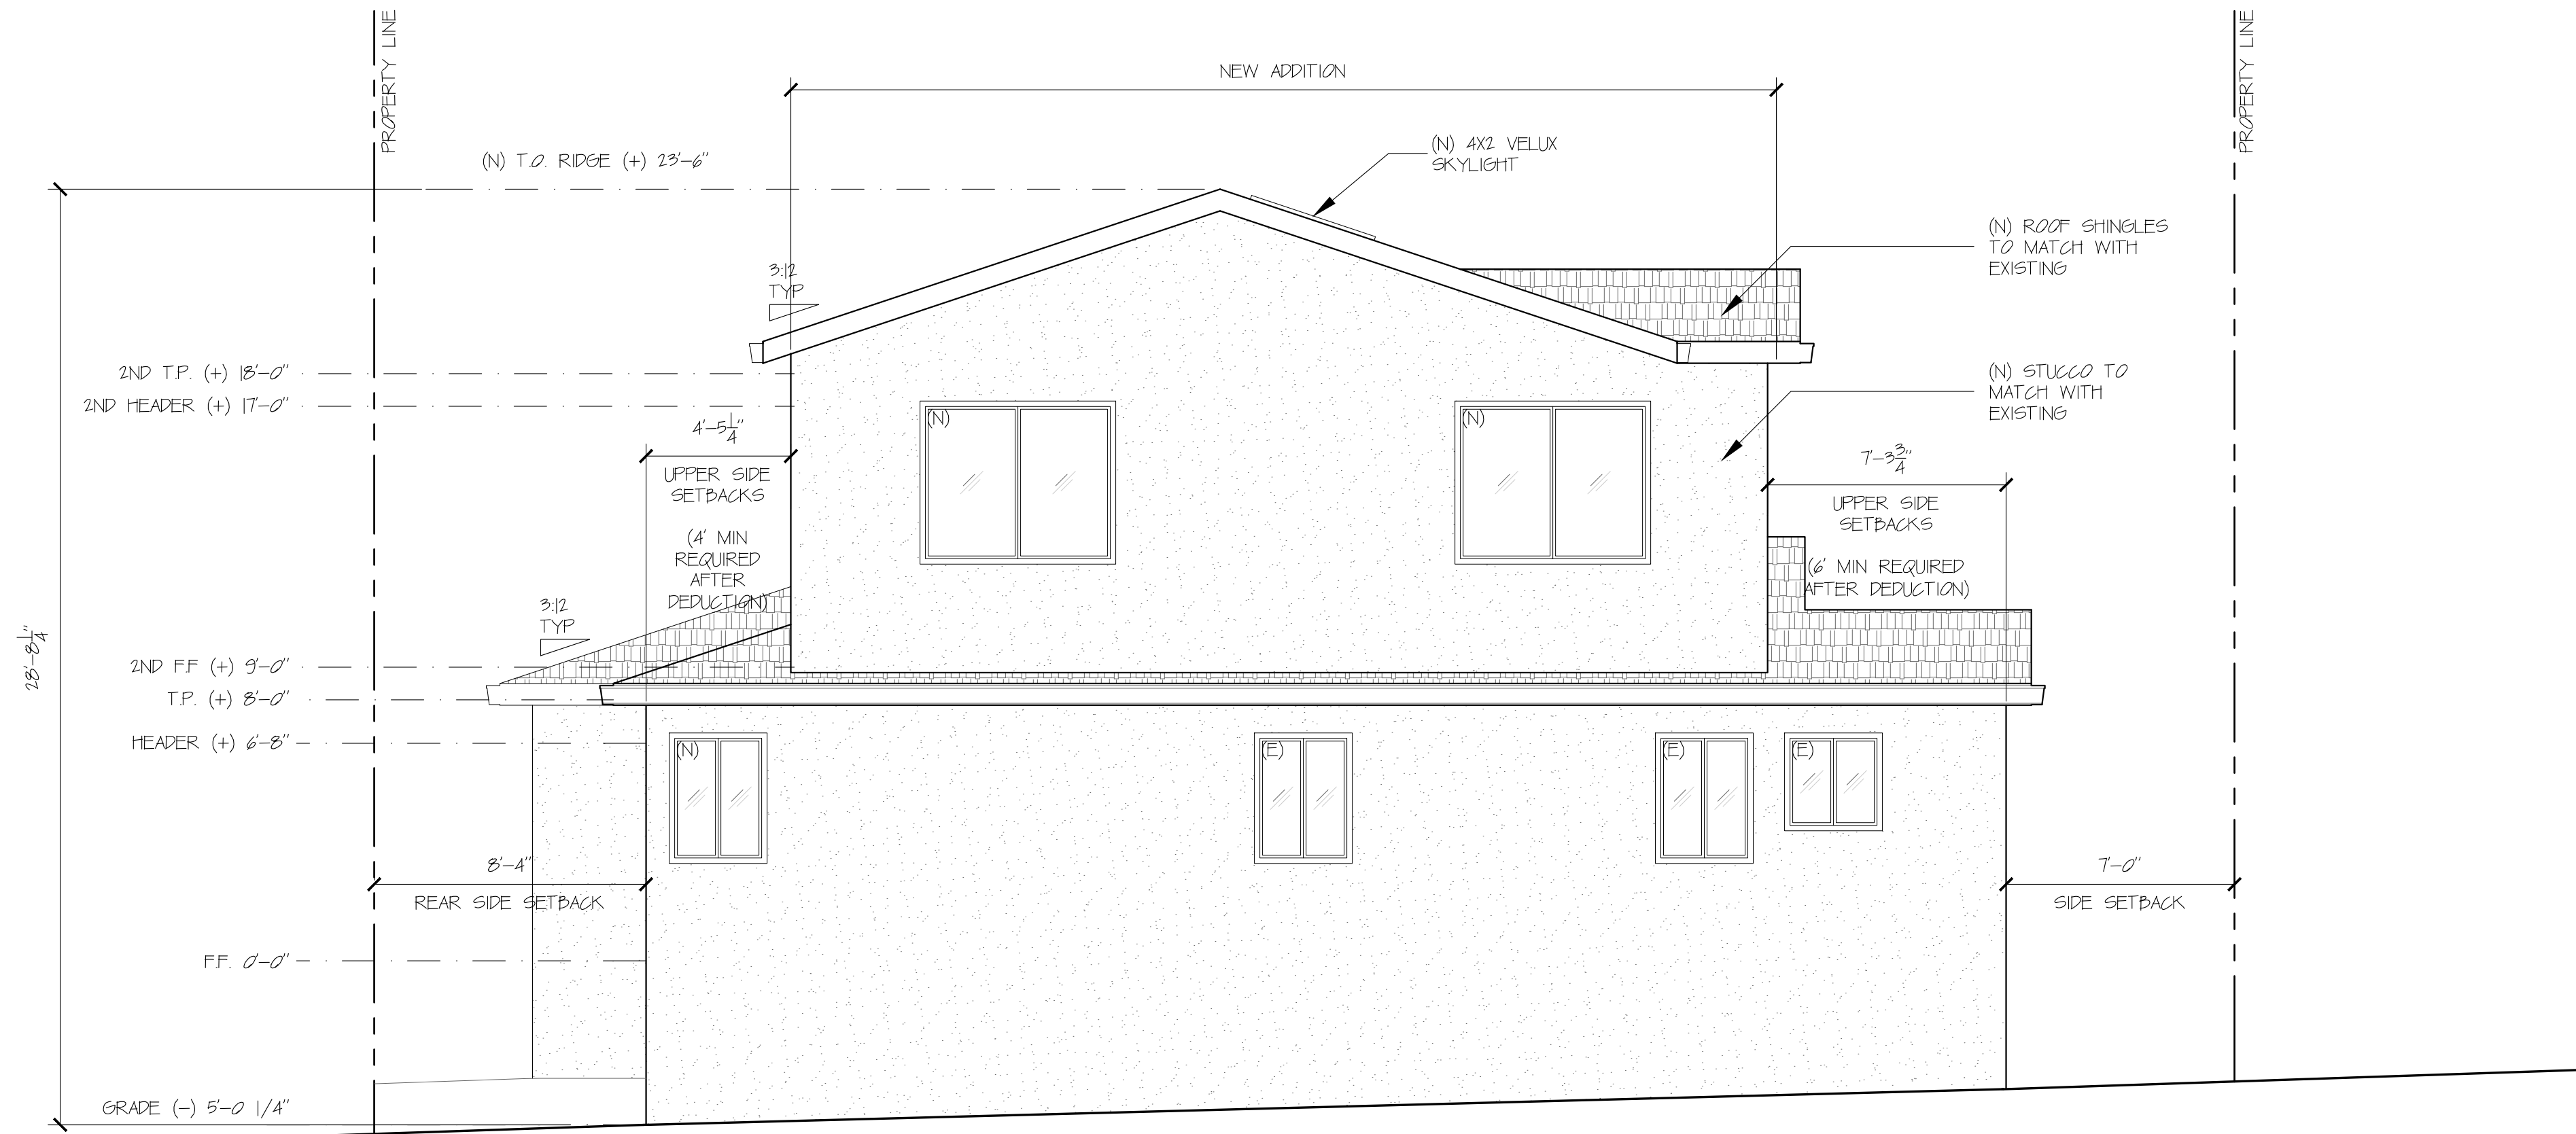 PROPERTY LINE
PROPERTY LINE
NEW ADDITION
(N) T.O. RIDGE (+) 23'-6"
(N) 4X2 VELUX
SKYLIGHT
(N) ROOF SHINGLES
TO MATCH WITH
EXISTING
3:12
TYP
2ND T.P. (+) 18'-0"
2ND HEADER (+) 17'-0"
(N) STUCCO TO
MATCH WITH
EXISTING
(N)
(N)
4'-5 1/4"
UPPER SIDE
SETBACKS
(4' MIN
REQUIRED
AFTER
DEDUCTION)
7'-3 3/4"
UPPER SIDE
SETBACKS
(6' MIN REQUIRED
AFTER DEDUCTION)
3:12
TYP
28'-8 1/4"
2ND F.F (+) 9'-0"
T.P. (+) 8'-0"
HEADER (+) 6'-8"
(N)
(E)
(E)
(E)
8'-4"
REAR SIDE SETBACK
7'-0"
SIDE SETBACK
F.F. 0'-0"
GRADE (-) 5'-0 1/4"